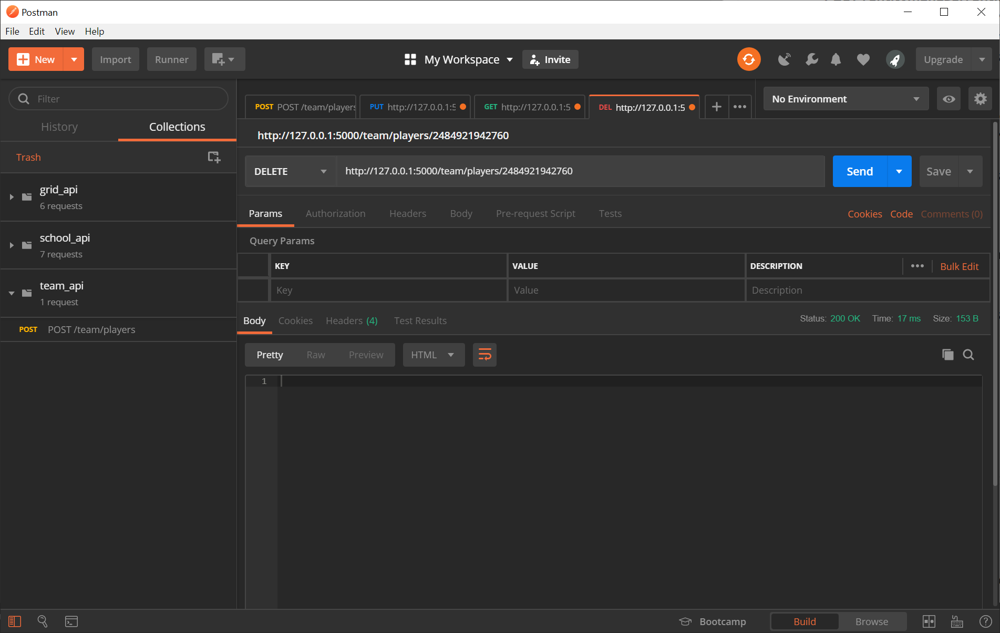 Postman
File Edit View Help
New Import Runner My Workspace Invite Upgrade
Filter
History Collections
Trash
grid_api
6 requests
school_api
7 requests
team_api
1 request
POST POST /team/players
POST POST /team/players PUT http://127.0.0.1:5 GET http://127.0.0.1:5 DEL http://127.0.0.1:5 No Environment
http://127.0.0.1:5000/team/players/2484921942760
DELETE http://127.0.0.1:5000/team/players/2484921942760 Send Save
Params Authorization Headers Body Pre-request Script Tests Cookies Code Comments (0)
Query Params
KEY VALUE DESCRIPTION Bulk Edit
Key Value Description
Body Cookies Headers (4) Test Results Status: 200 OK Time: 17 ms Size: 153 B
Pretty Raw Preview HTML
1
Bootcamp Build Browse